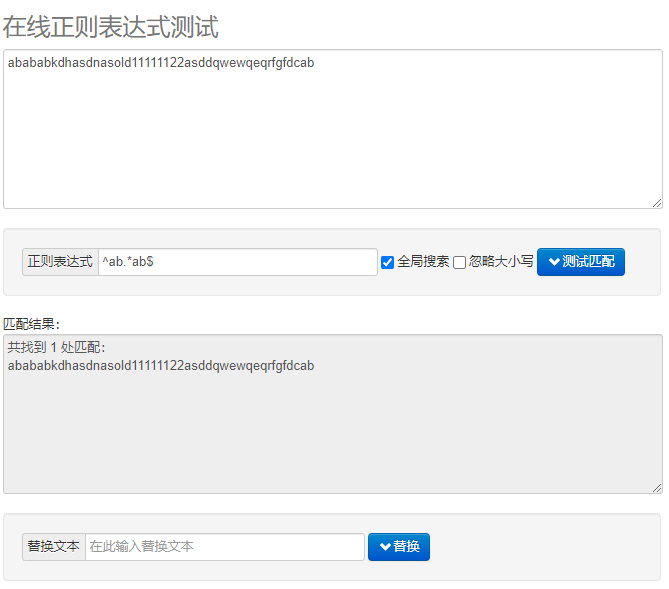 在线正则表达式测试
abababkdhasdnasold11111122asddqwewqeqrfgfdcab
正则表达式 ^ab.*ab$ 全局搜索 忽略大小写 测试匹配
匹配结果：
共找到 1 处匹配：
abababkdhasdnasold11111122asddqwewqeqrfgfdcab
替换文本 在此输入替换文本 替换